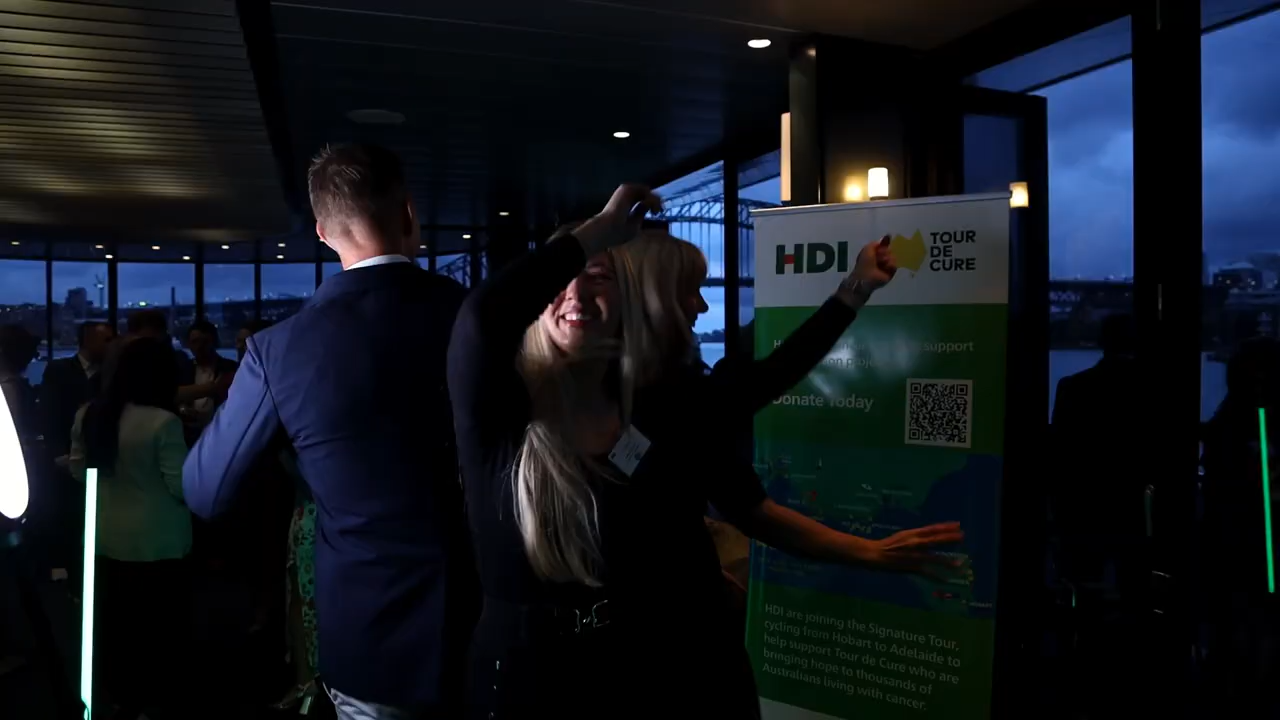 HDI
TOUR
DE
CURE
support
Donate Today
HDI are joining the Signature Tour,
cycling from Hobart to Adelaide to
help support Tour de Cure who are
bringing hope to thousands of
Australians living with cancer.